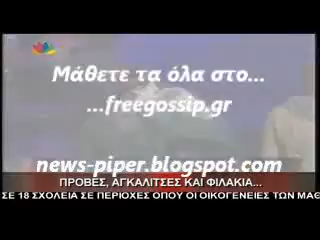 Μάθετε τα όλα στο...
...freegossip.gr
news-piper.blogspot.com
ΠΡΟΒΕΣ, ΑΓΚΑΛΙΤΣΕΣ ΚΑΙ ΦΙΛΑΚΙΑ...
ΣΕ 18 ΣΧΟΛΕΙΑ ΣΕ ΠΕΡΙΟΧΕΣ ΟΠΟΥ ΟΙ ΟΙΚΟΓΕΝΕΙΕΣ ΤΩΝ ΜΑΘ